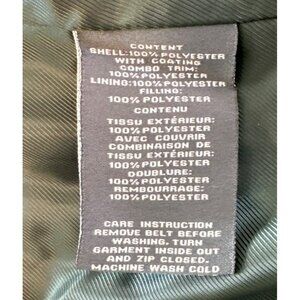 CONTENT
SHELL:100% POLYESTER
WITH COATING
COMBO TRIM:
100% POLYESTER
LINING:100% POLYESTER
FILLING:
100% POLYESTER
CONTENU
TISSU EXTÉRIEUR:
100% POLYESTER
AVEC COUVRIR
COMBINAISON DE
TISSU EXTÉRIEUR:
100% POLYESTER
DOUBLURE:
100% POLYESTER
REMBOURRAGE:
100% POLYESTER
CARE INSTRUCTION
REMOVE BELT BEFORE
WASHING. TURN
GARMENT INSIDE OUT
AND ZIP CLOSED.
MACHINE WASH COLD